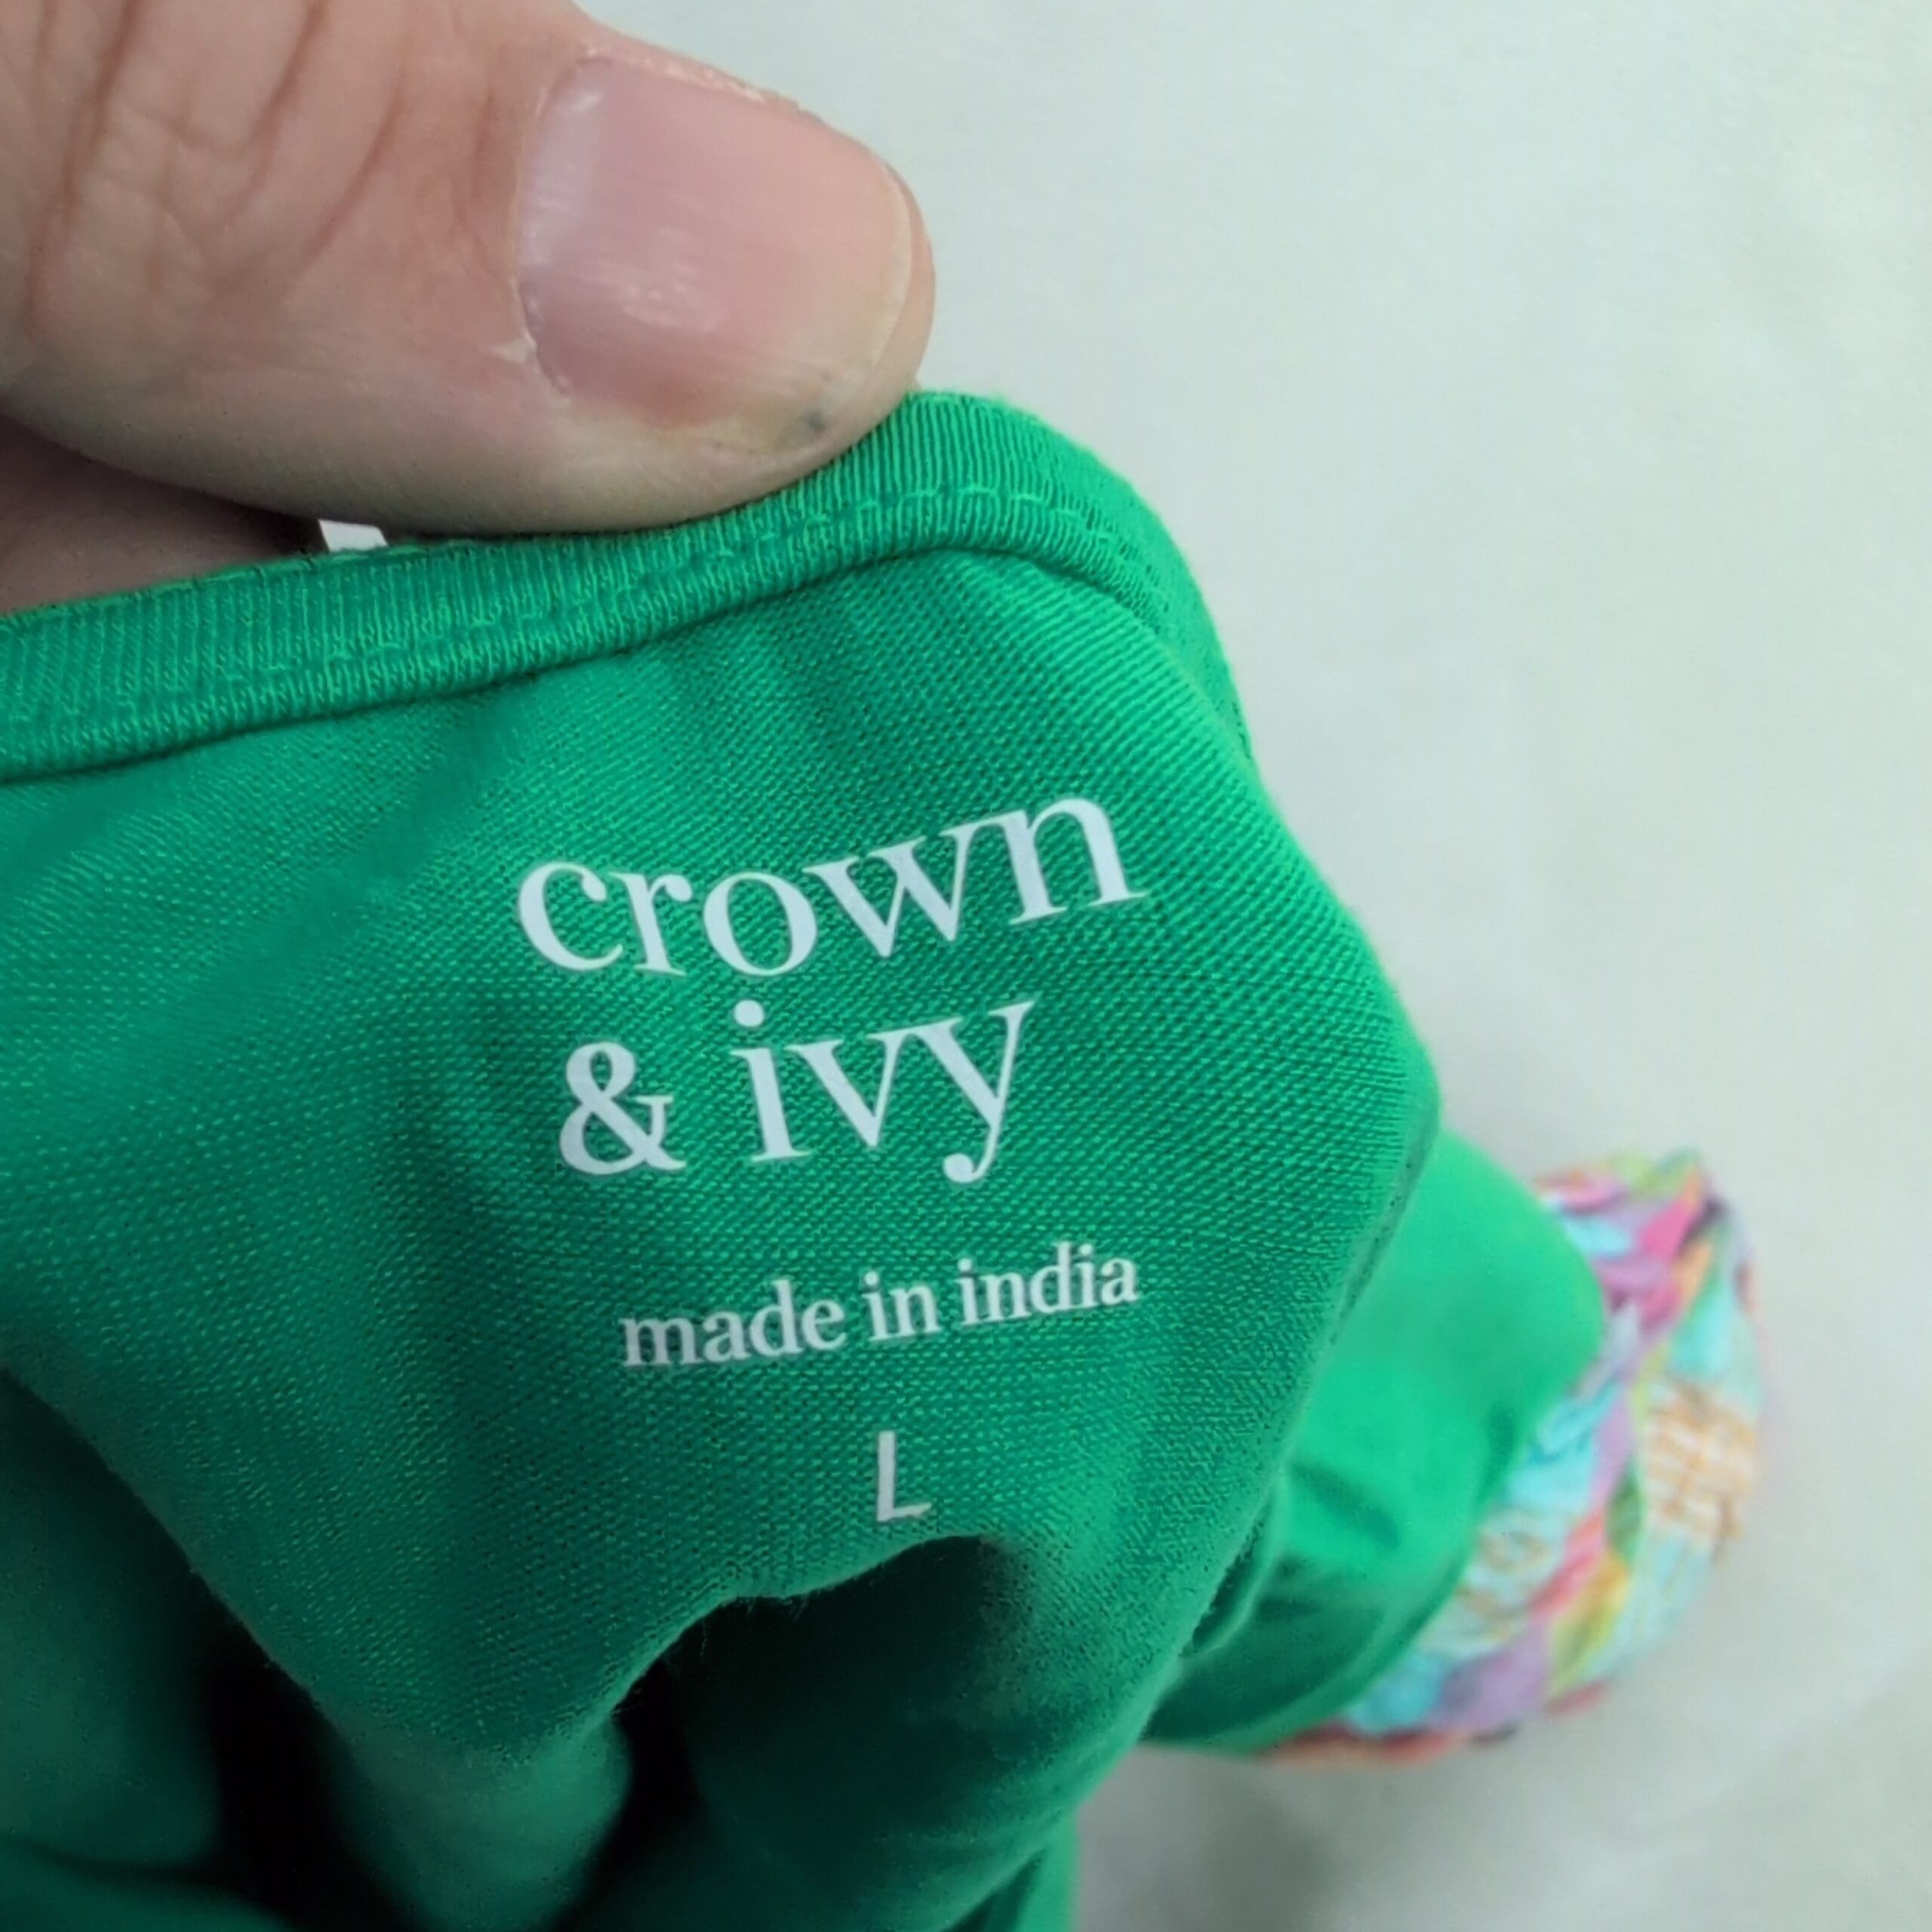 crown
& ivy
made in india
L